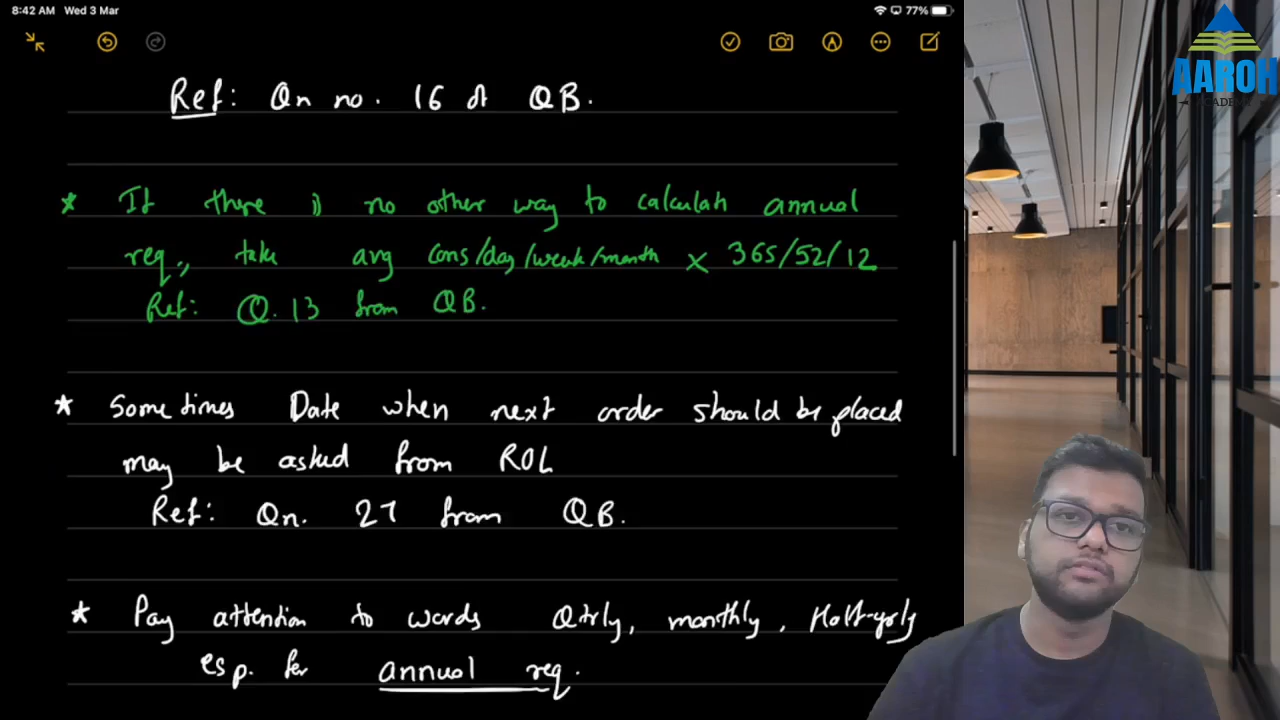 8:42 AM Wed 3 Mar
77%
AAROH
ACADEMY
Ref: Qn no. 16 of QB.
* If there is no other way to calculate annual
req, take avg cons/day/week/month × 365/52/12
Ref: Q. 13 from QB.
* Sometimes Date when next order should be placed
may be asked from ROL
Ref: Qn. 27 from QB.
* Pay attention to words Qtrly, monthly, Half-yrly
esp. for annual req.